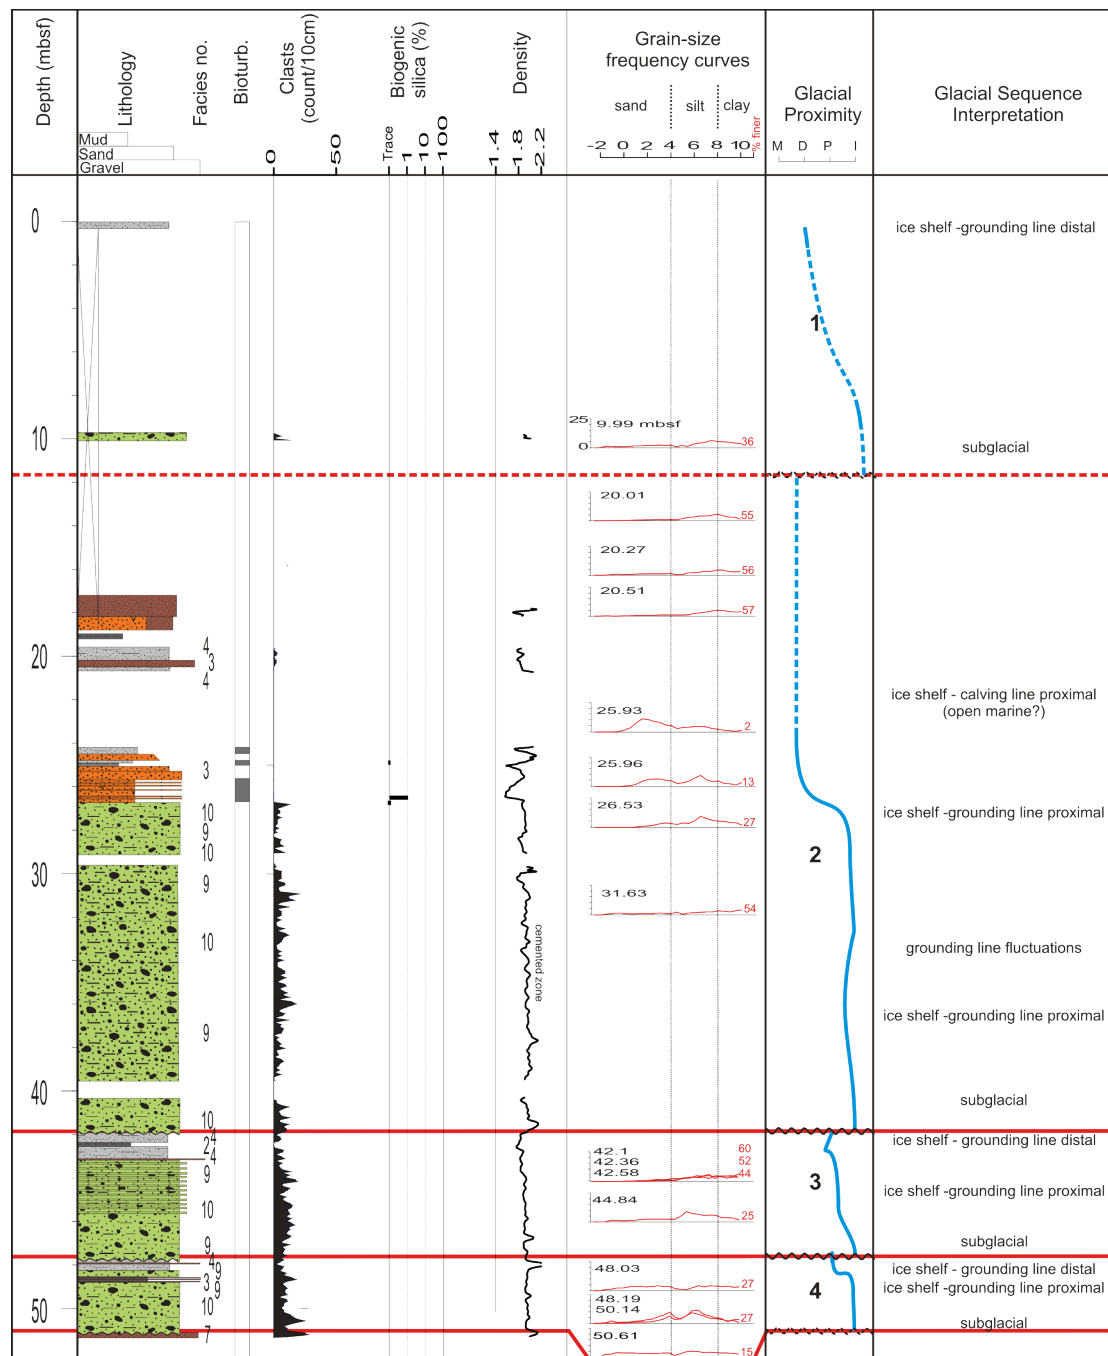 Depth (mbsf)
Lithology
Facies no.
Bioturb.
Clasts
(count/10cm)
Biogenic
silica (%)
Density
Grain-size
frequency curves
Glacial
Proximity
Glacial Sequence
Interpretation
Mud
Sand
Gravel
0
50
Trace
1
10
100
1.4
1.8
2.2
sand
silt
clay
-2 0 2 4 6 8 10
% finer
M D P I
0
ice shelf -grounding line distal
1
25
9.99 mbsf
0
36
10
subglacial
20.01
55
20.27
56
20.51
57
4
20
3
4
ice shelf - calving line proximal
(open marine?)
25.93
2
3
25.96
13
10
26.53
27
ice shelf -grounding line proximal
9
10
2
30
9
31.63
54
10
cemented zone
grounding line fluctuations
9
ice shelf -grounding line proximal
40
10
subglacial
24
4
9
42.1
60
42.36
52
42.58
44
ice shelf - grounding line distal
3
ice shelf -grounding line proximal
10
44.84
25
9
subglacial
4
9
3
9
48.03
27
ice shelf - grounding line distal
4
ice shelf -grounding line proximal
50
10
48.19
50.14
27
subglacial
7
50.61
15